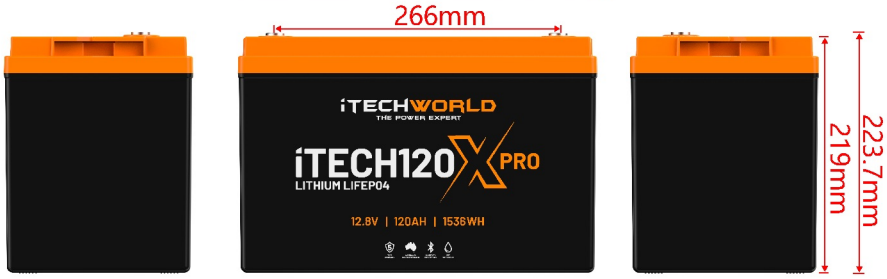 266mm
iTECHWORLD
THE POWER EXPERT
iTECH120X PRO
LITHIUM LIFEPO4
12.8V | 120AH | 1536WH
219mm
223.7mm